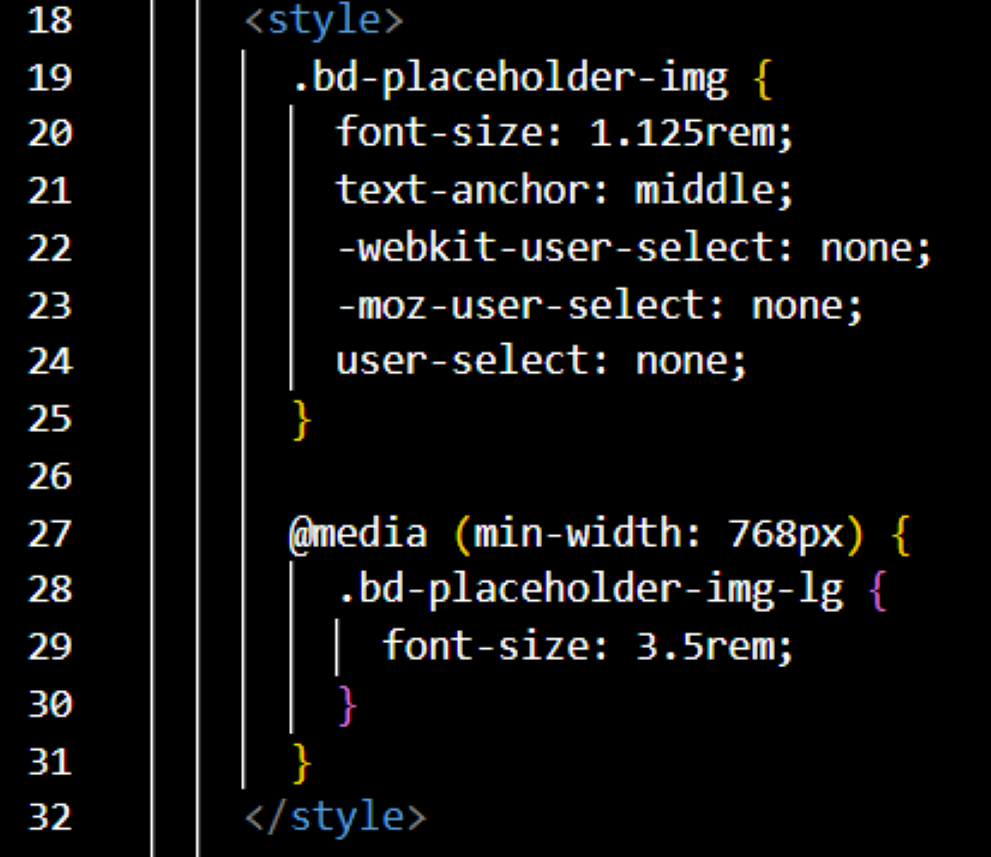 18 <style>
19 .bd-placeholder-img {
20 font-size: 1.125rem;
21 text-anchor: middle;
22 -webkit-user-select: none;
23 -moz-user-select: none;
24 user-select: none;
25 }
26
27 @media (min-width: 768px) {
28 .bd-placeholder-img-lg {
29 font-size: 3.5rem;
30 }
31 }
32 </style>